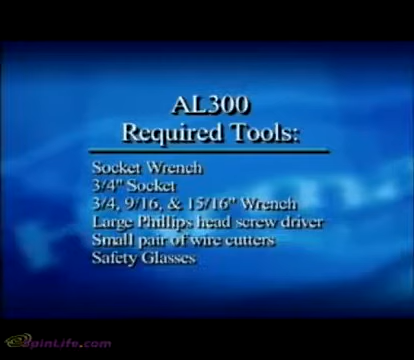 AL300
Required Tools:
Socket Wrench
3/4" Socket
3/4, 9/16, & 15/16" Wrench
Large Phillips head screw driver
Small pair of wire cutters
Safety Glasses
SpinLife.com